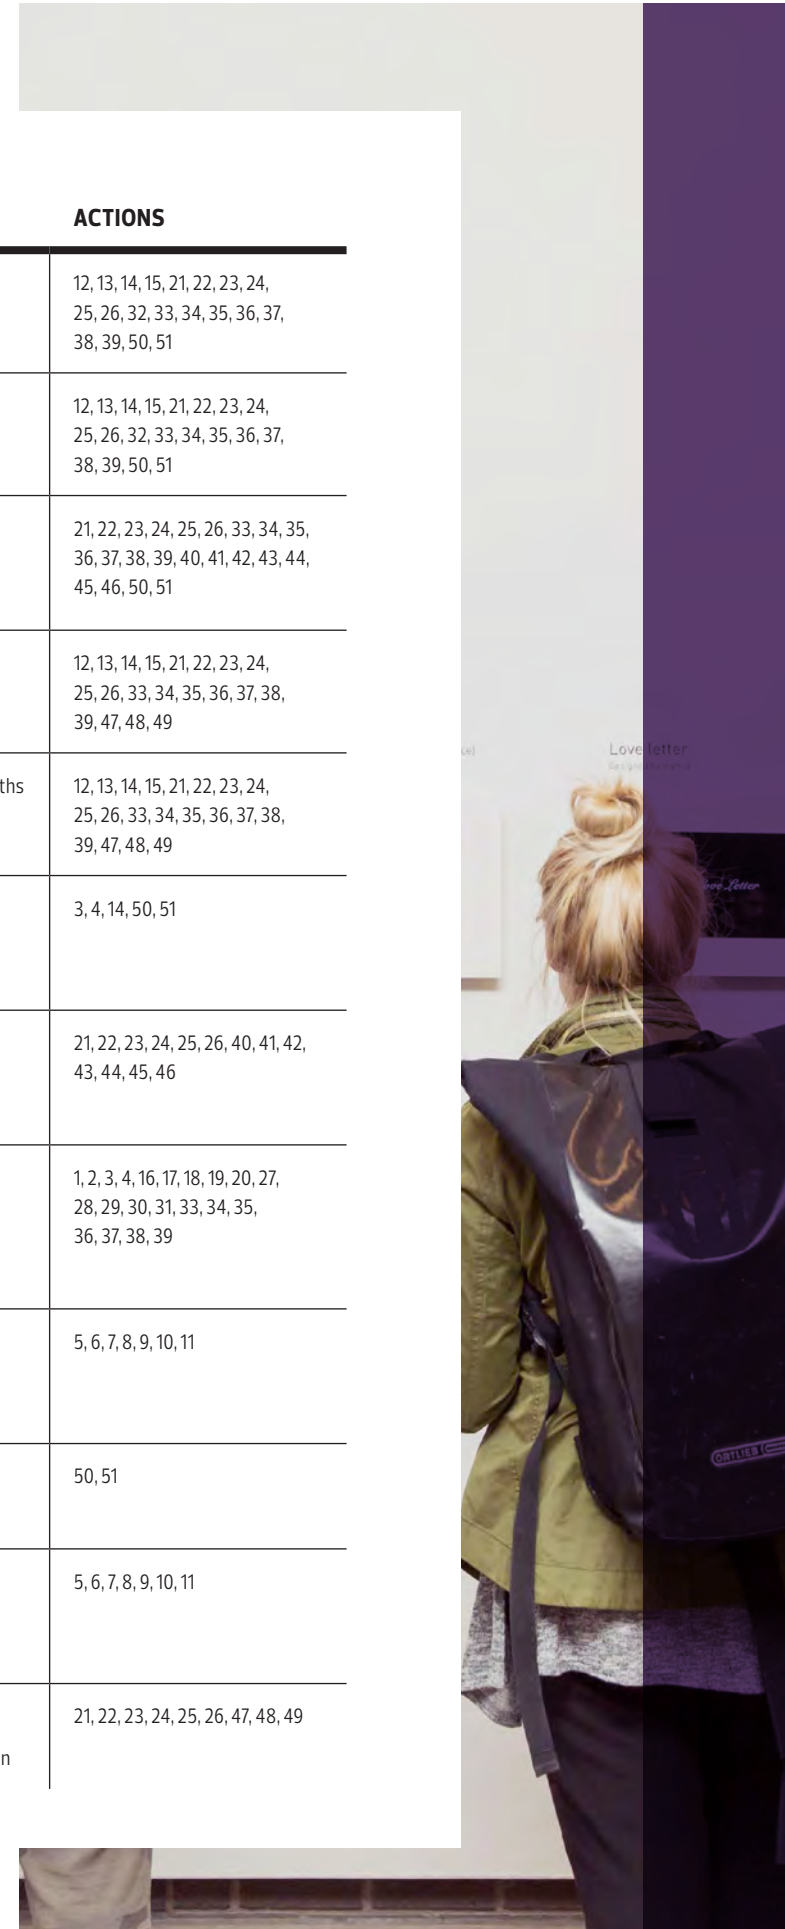 ACTIONS
12, 13, 14, 15, 21, 22, 23, 24,
25, 26, 32, 33, 34, 35, 36, 37,
38, 39, 50, 51
12, 13, 14, 15, 21, 22, 23, 24,
25, 26, 32, 33, 34, 35, 36, 37,
38, 39, 50, 51
21, 22, 23, 24, 25, 26, 33, 34, 35,
36, 37, 38, 39, 40, 41, 42, 43, 44,
45, 46, 50, 51
12, 13, 14, 15, 21, 22, 23, 24,
25, 26, 33, 34, 35, 36, 37, 38,
39, 47, 48, 49
ths
12, 13, 14, 15, 21, 22, 23, 24,
25, 26, 33, 34, 35, 36, 37, 38,
39, 47, 48, 49
3, 4, 14, 50, 51
21, 22, 23, 24, 25, 26, 40, 41, 42,
43, 44, 45, 46
1, 2, 3, 4, 16, 17, 18, 19, 20, 27,
28, 29, 30, 31, 33, 34, 35,
36, 37, 38, 39
5, 6, 7, 8, 9, 10, 11
50, 51
5, 6, 7, 8, 9, 10, 11
21, 22, 23, 24, 25, 26, 47, 48, 49
n
Love letter
ove Letter
ORTLIEB